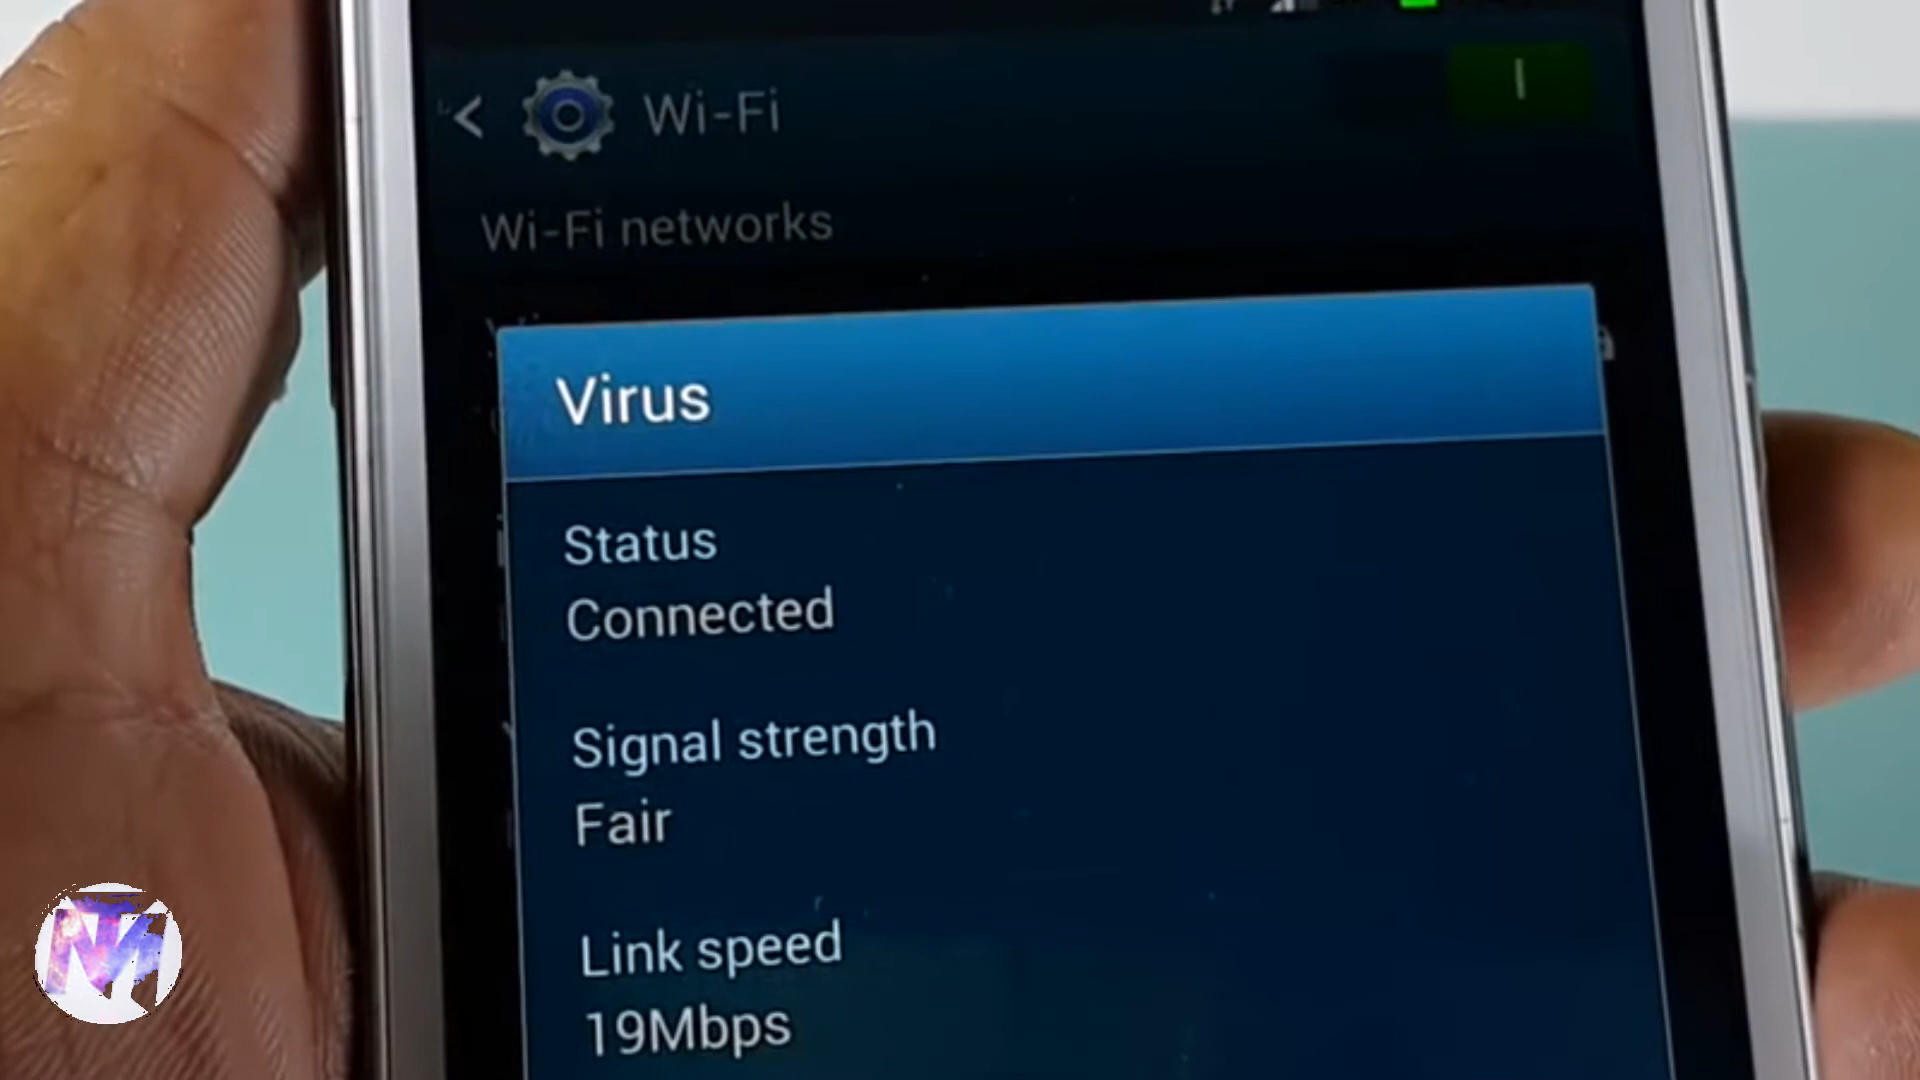 Wi-Fi
Wi-Fi networks
Virus
Status
Connected
Signal strength
Fair
Link speed
19Mbps